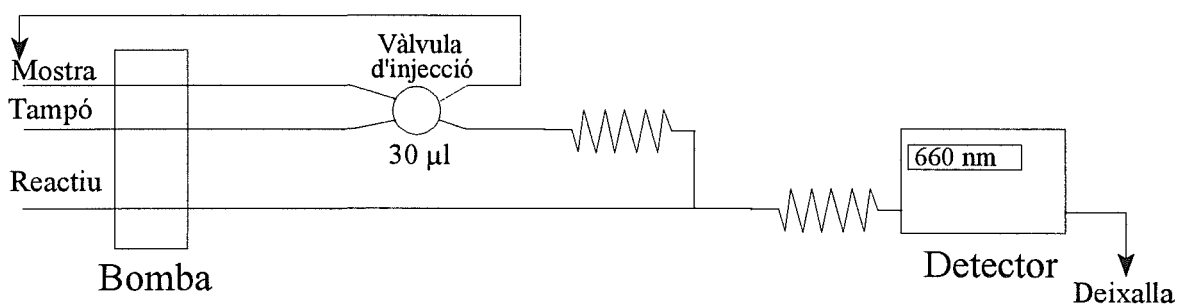 Mostra
Tampó
Reactiu
Bomba
Vàlvula
d'injecció
30 µl
660 nm
Detector
Deixalla